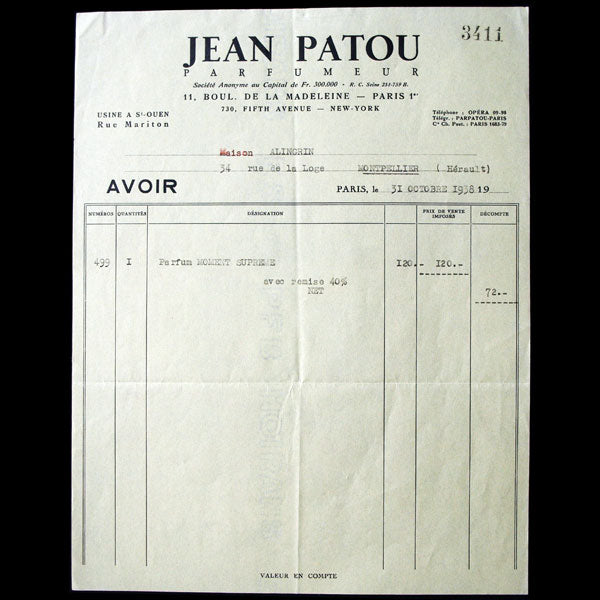 3411
JEAN PATOU
PARFUMEUR
Société Anonyme au Capital de Fr. 300.000 - R. C. Seine 251-739 B.
11, BOUL. DE LA MADELEINE — PARIS 1er
730, FIFTH AVENUE — NEW-YORK
USINE A St-OUEN
Rue Mariton
Téléphone : OPÉRA 09-98
Télégr. : PARPATOU-PARIS
Cte Ch. Post. : PARIS 1683-79
Maison ALINGRIN
34 rue de la Loge MONTPELLIER ( Hérault)
AVOIR
PARIS, le 31 OCTOBRE 1938 19
NUMÉROS QUANTITÉS DÉSIGNATION PRIX DE VENTE IMPOSÉS DÉCOMPTE
499 I Parfum MOMENT SUPREME I20.- I20.-
avec remise 40%
NET
72.-
VALEUR EN COMPTE